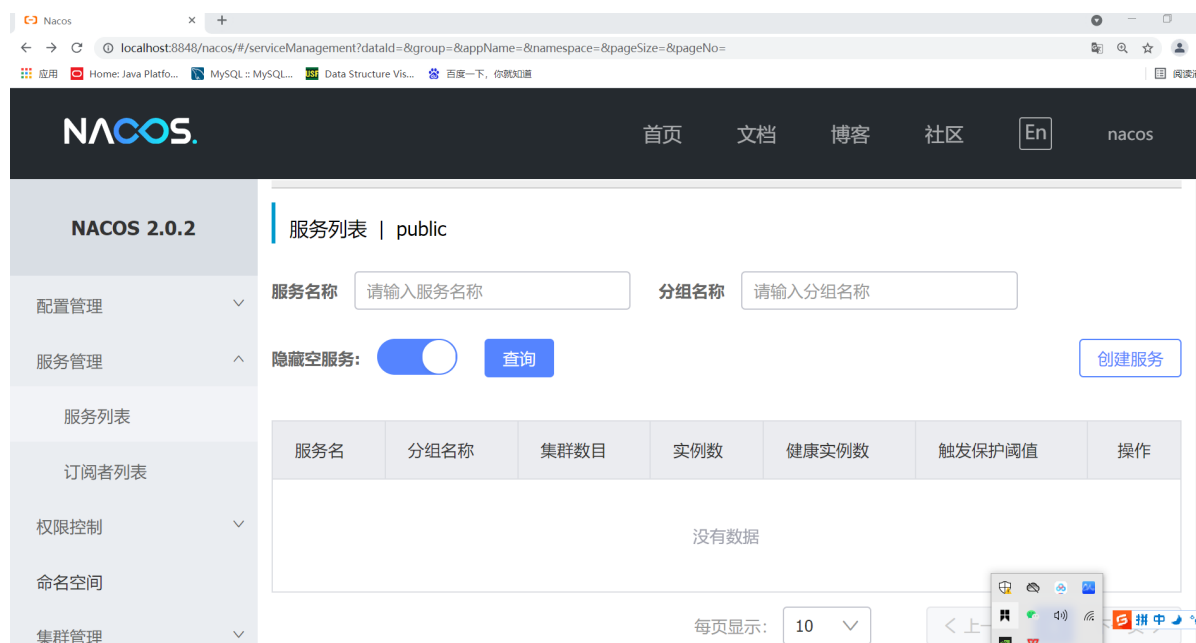 Nacos
localhost:8848/nacos/#/serviceManagement?dataId=&group=&appName=&namespace=&pageSize=&pageNo=
应用 Home: Java Platfo... MySQL :: MySQL... USF Data Structure Vis... 百度一下,你就知道 阅读
NACOS. 首页 文档 博客 社区 En nacos
NACOS 2.0.2
服务列表 | public
服务名称 请输入服务名称 分组名称 请输入分组名称
配置管理
服务管理
隐藏空服务: 查询 创建服务
服务列表
服务名 分组名称 集群数目 实例数 健康实例数 触发保护阈值 操作
订阅者列表
权限控制
没有数据
命名空间
集群管理
每页显示: 10 上一
拼 中